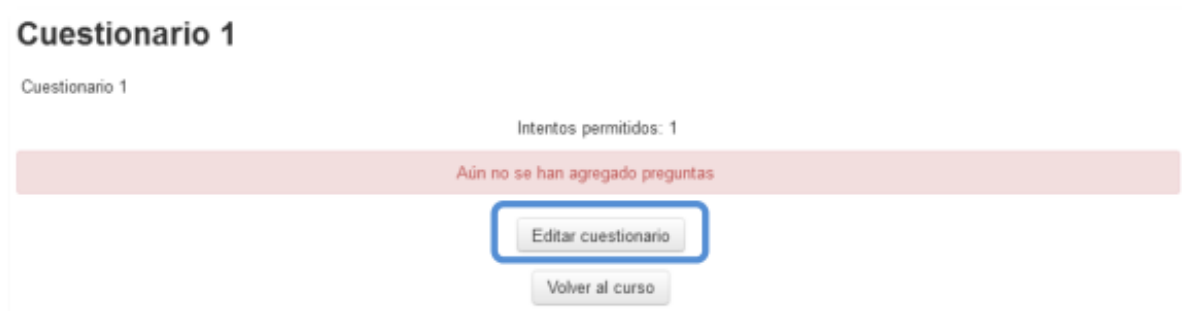 Cuestionario 1
Cuestionario 1
Intentos permitidos: 1
Aún no se han agregado preguntas
Editar cuestionario
Volver al curso